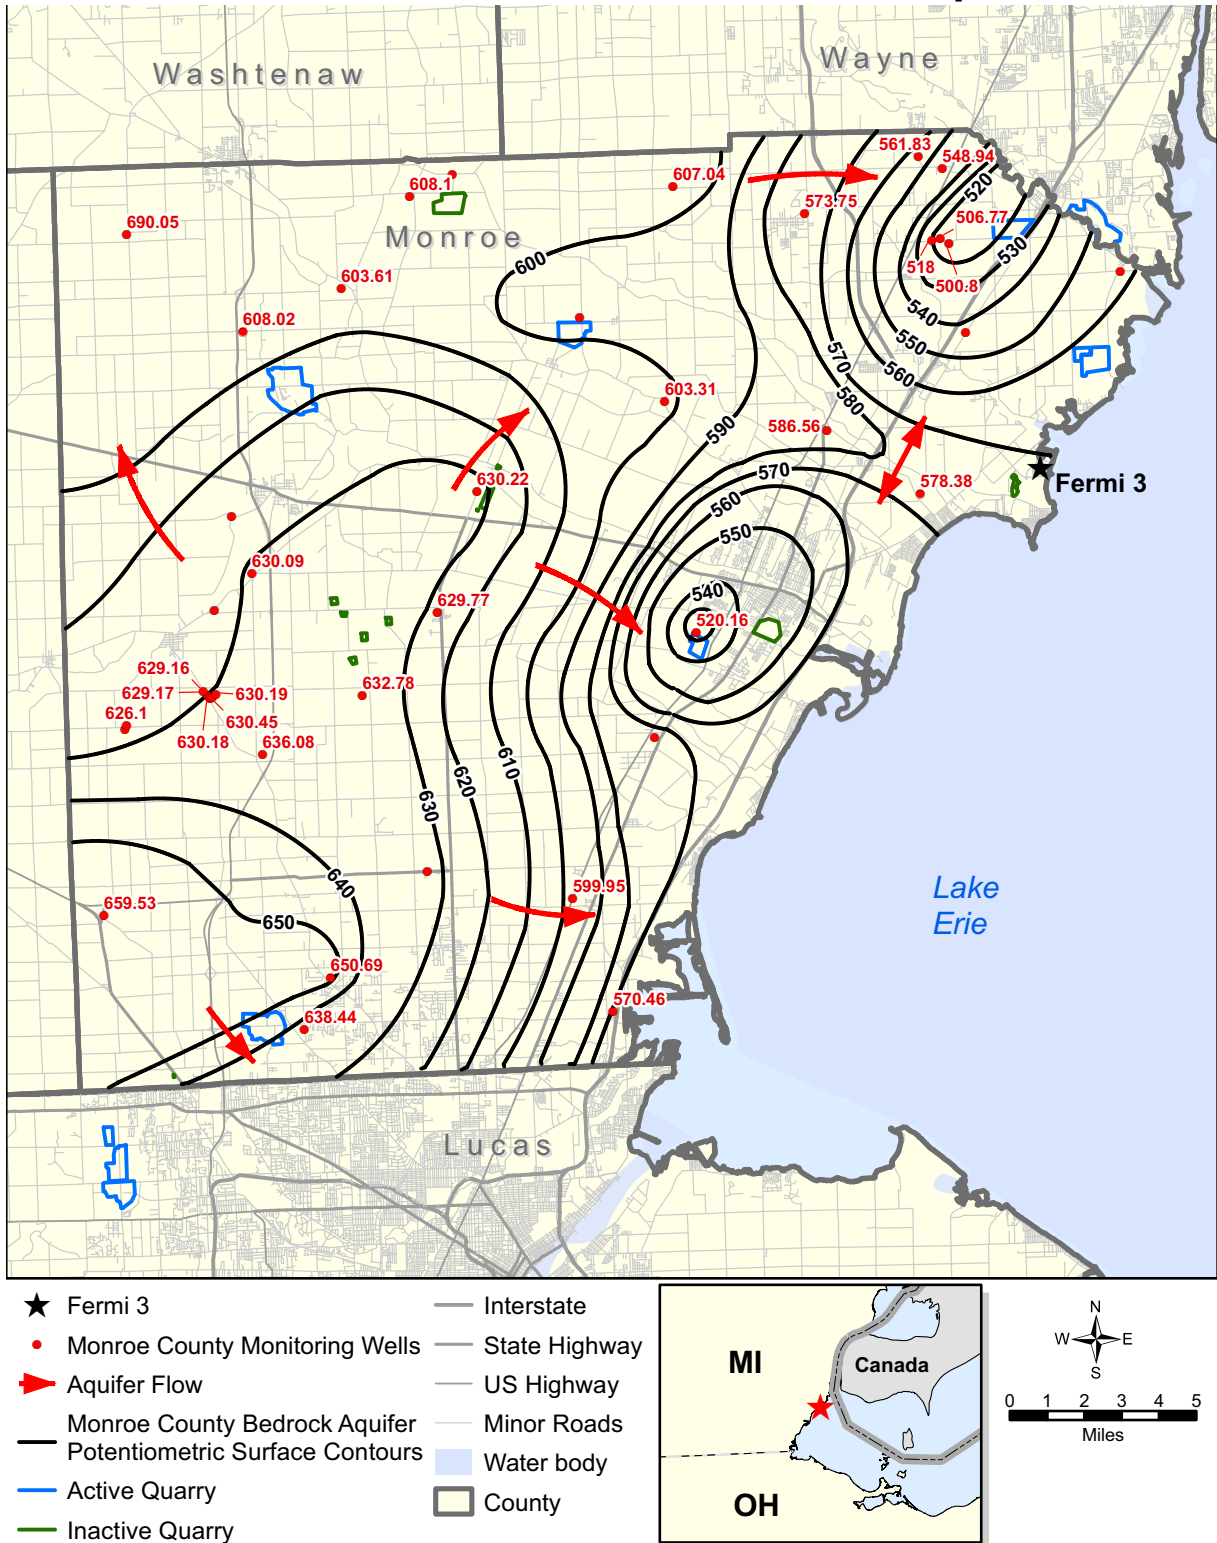 Washtenaw
Wayne
561.83
548.94
607.04
608.1
520
573.75
506.77
690.05
Monroe
530
600
518
603.61
500.8
540
608.02
550
570
560
580
603.31
590
586.56
570
630.22
578.38
Fermi 3
560
550
630.09
540
629.77
520.16
629.16
632.78
629.17
630.19
626.1
630.45
630.18
636.08
610
620
630
640
599.95
Lake
Erie
659.53
650
650.69
570.46
638.44
Lucas
Fermi 3
Monroe County Monitoring Wells
Aquifer Flow
Monroe County Bedrock Aquifer
Potentiometric Surface Contours
Active Quarry
Inactive Quarry
Interstate
State Highway
US Highway
Minor Roads
Water body
County
MI
Canada
OH
N
W E
S
0 1 2 3 4 5
Miles